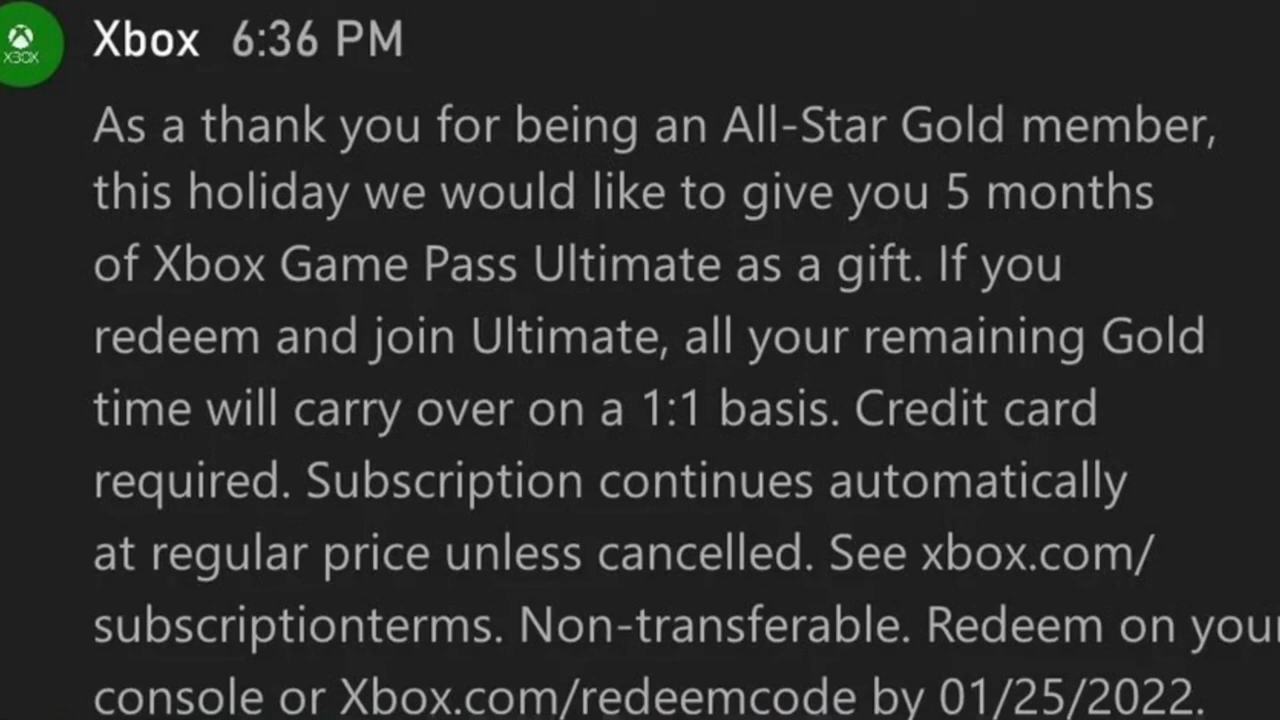 Xbox 6:36 PM
XBOX
As a thank you for being an All-Star Gold member,
this holiday we would like to give you 5 months
of Xbox Game Pass Ultimate as a gift. If you
redeem and join Ultimate, all your remaining Gold
time will carry over on a 1:1 basis. Credit card
required. Subscription continues automatically
at regular price unless cancelled. See xbox.com/
subscriptionterms. Non-transferable. Redeem on your
console or Xbox.com/redeemcode by 01/25/2022.